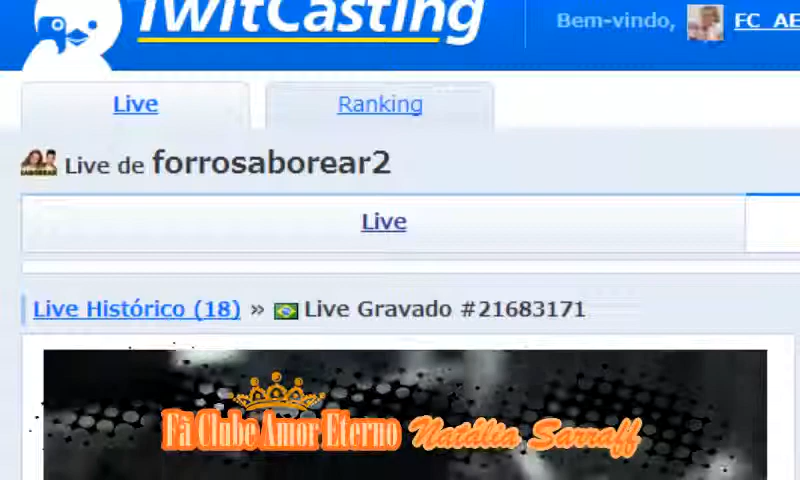 TwitCasting
Bem-vindo, FC_AE
Live Ranking
Live de forrosaborear2
Live
Live Histórico (18) » Live Gravado #21683171
Fã Clube Amor Eterno Natália Sarraff